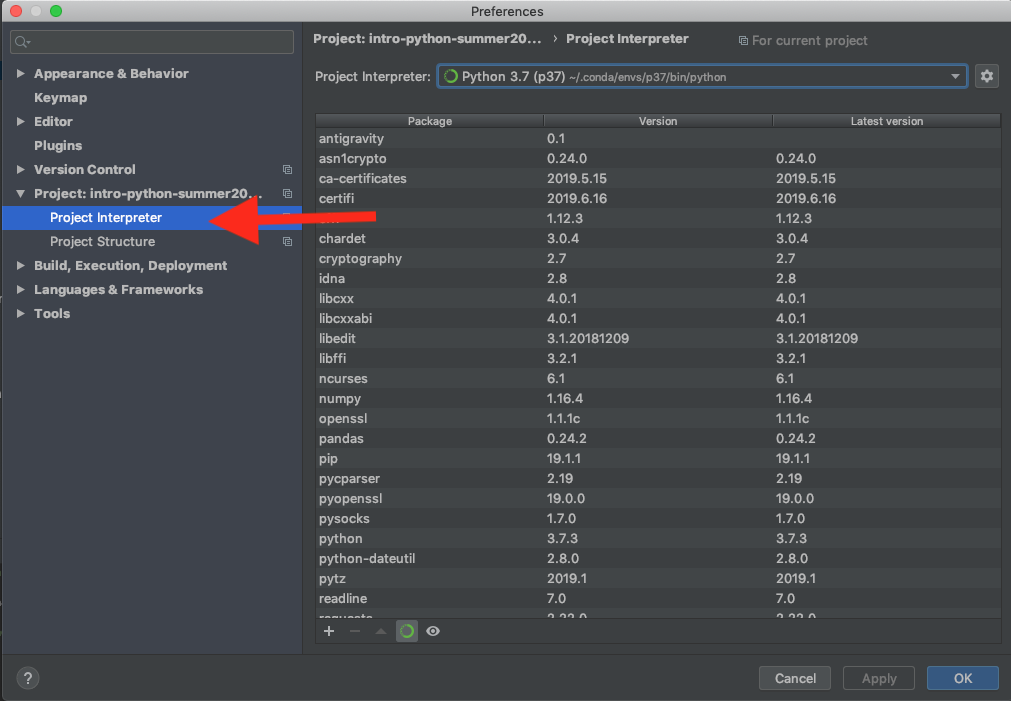 Preferences
Appearance & Behavior
Keymap
Editor
Plugins
Version Control
Project: intro-python-summer20...
Project Interpreter
Project Structure
Build, Execution, Deployment
Languages & Frameworks
Tools
Project: intro-python-summer20... › Project Interpreter
For current project
Project Interpreter: Python 3.7 (p37) ~/.conda/envs/p37/bin/python
Package Version Latest version
antigravity 0.1
asn1crypto 0.24.0 0.24.0
ca-certificates 2019.5.15 2019.5.15
certifi 2019.6.16 2019.6.16
1.12.3 1.12.3
chardet 3.0.4 3.0.4
cryptography 2.7 2.7
idna 2.8 2.8
libcxx 4.0.1 4.0.1
libcxxabi 4.0.1 4.0.1
libedit 3.1.20181209 3.1.20181209
libffi 3.2.1 3.2.1
ncurses 6.1 6.1
numpy 1.16.4 1.16.4
openssl 1.1.1c 1.1.1c
pandas 0.24.2 0.24.2
pip 19.1.1 19.1.1
pycparser 2.19 2.19
pyopenssl 19.0.0 19.0.0
pysocks 1.7.0 1.7.0
python 3.7.3 3.7.3
python-dateutil 2.8.0 2.8.0
pytz 2019.1 2019.1
readline 7.0 7.0
?
Cancel Apply OK